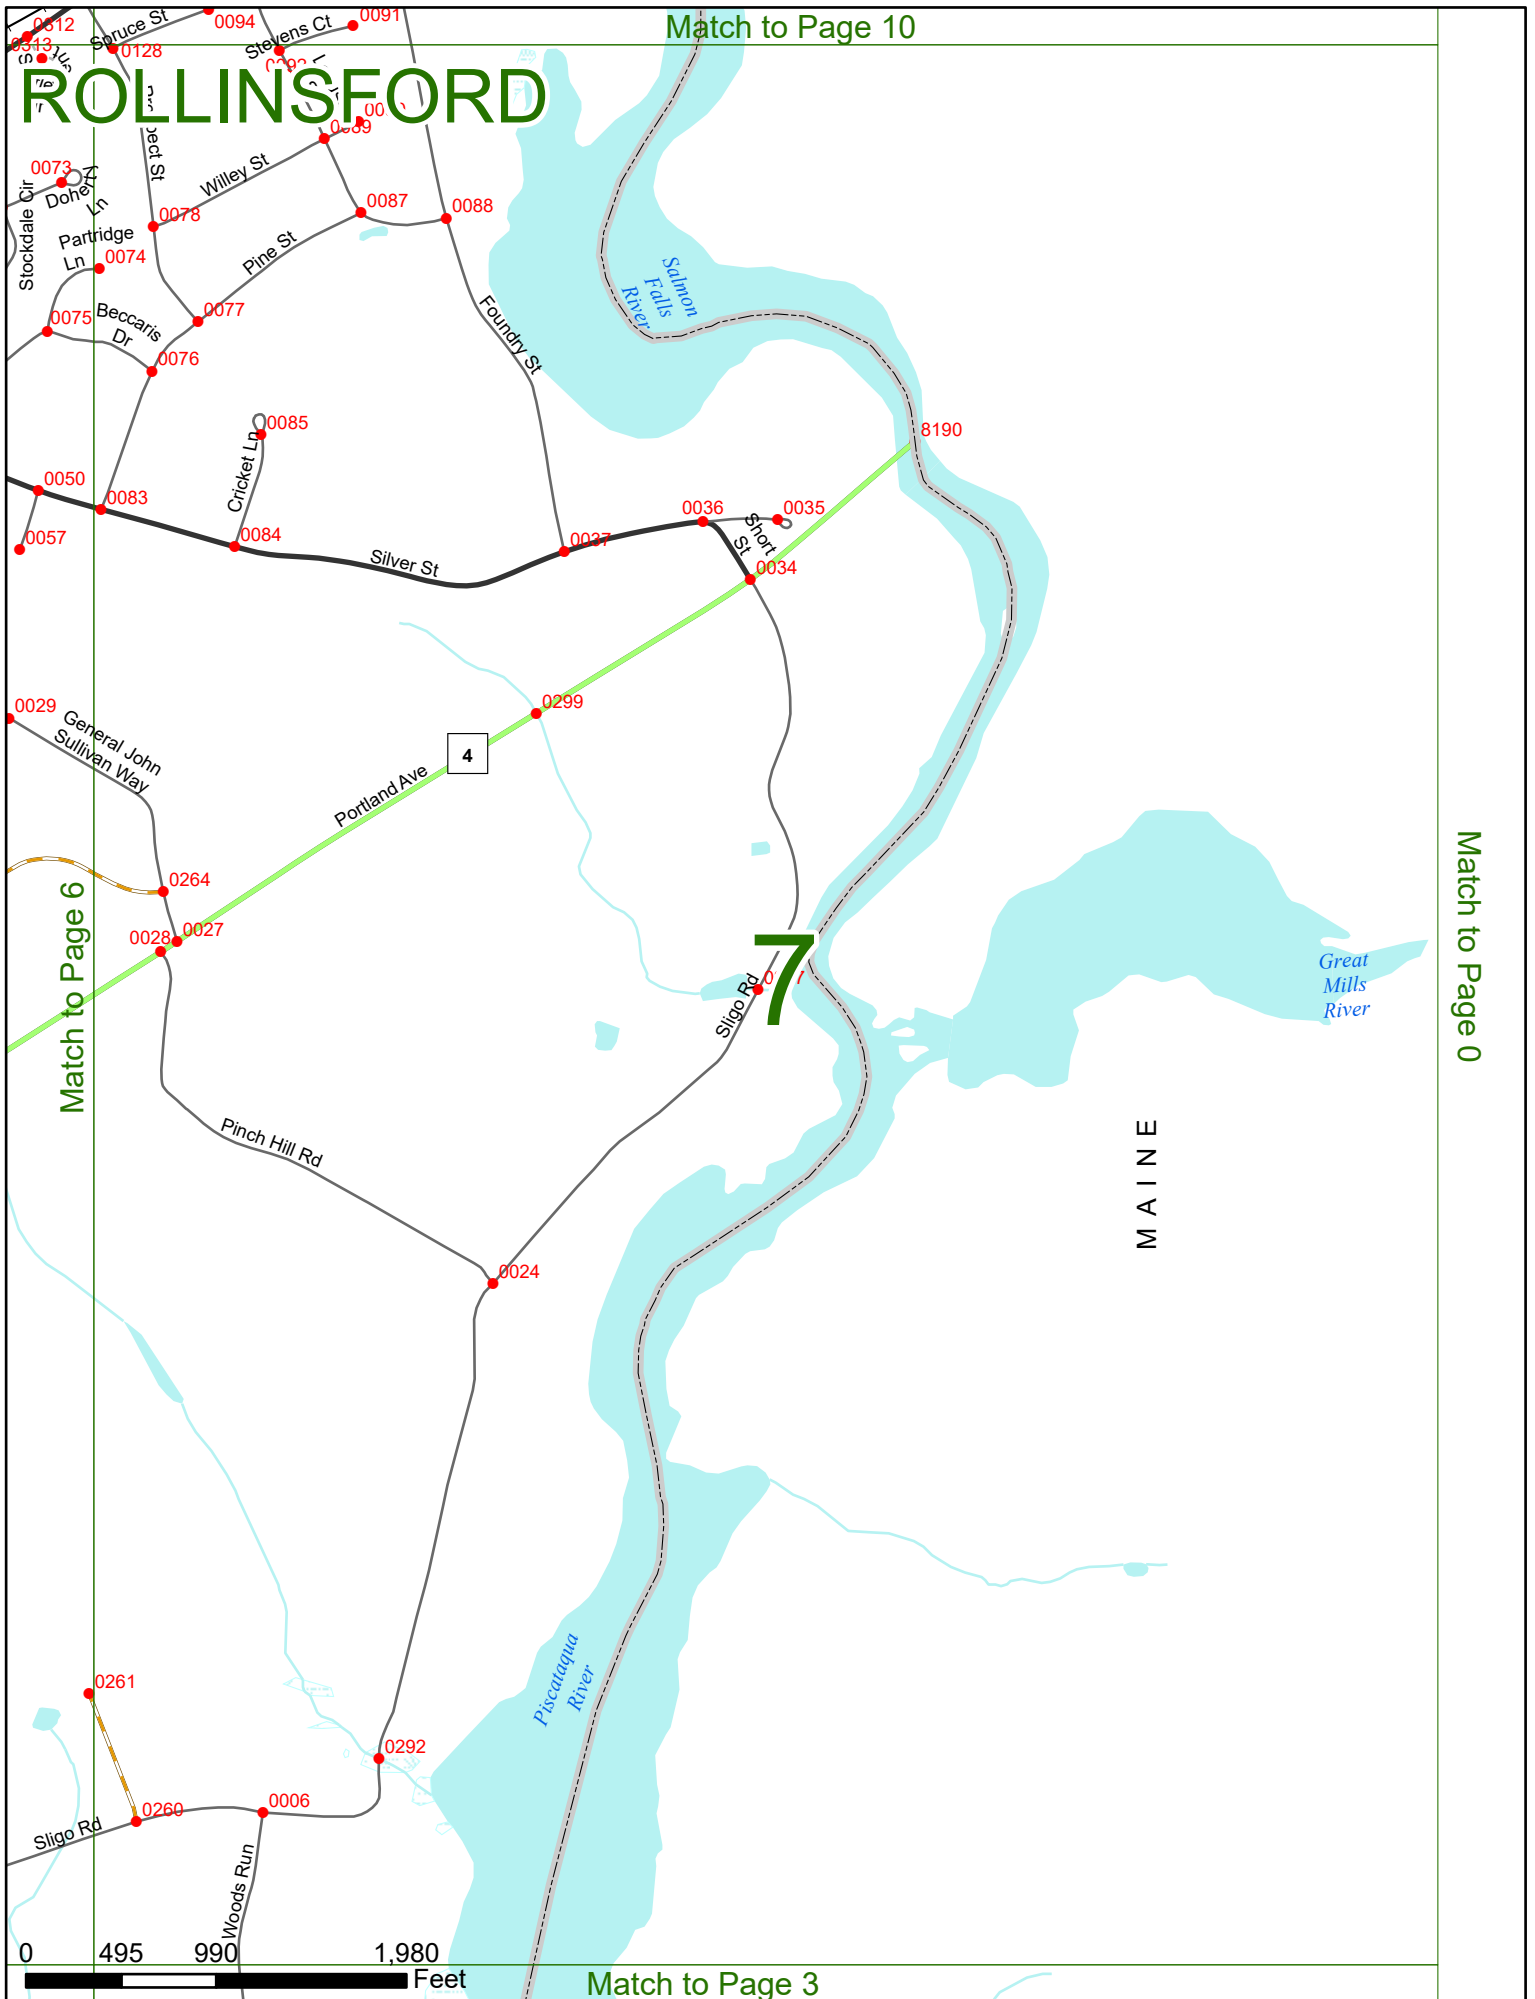 Match to Page 10
ROLLINSFORD
0312
0313
0094
0091
Spruce St
0128
Stevens Ct
0089
Willey St
0073
Doherty
Ln
Stockdale Cir
0078
0087
0088
Partridge
Ln
0074
Pine St
0075
Beccaris
Dr
0077
0076
Foundry St
Salmon
Falls
River
0085
Cricket Ln
8190
0050
0083
0057
0084
Silver St
0037
0036
0035
Short
St
0034
0029
General John
Sullivan Way
0299
4
Portland Ave
0264
0027
0028
Match to Page 6
7
Sligo Rd
Great
Mills
River
Match to Page 0
MAINE
Pinch Hill Rd
0024
Piscataqua
River
0261
0292
0260
0006
Sligo Rd
Woods Run
0 495 990 1,980
Feet
Match to Page 3